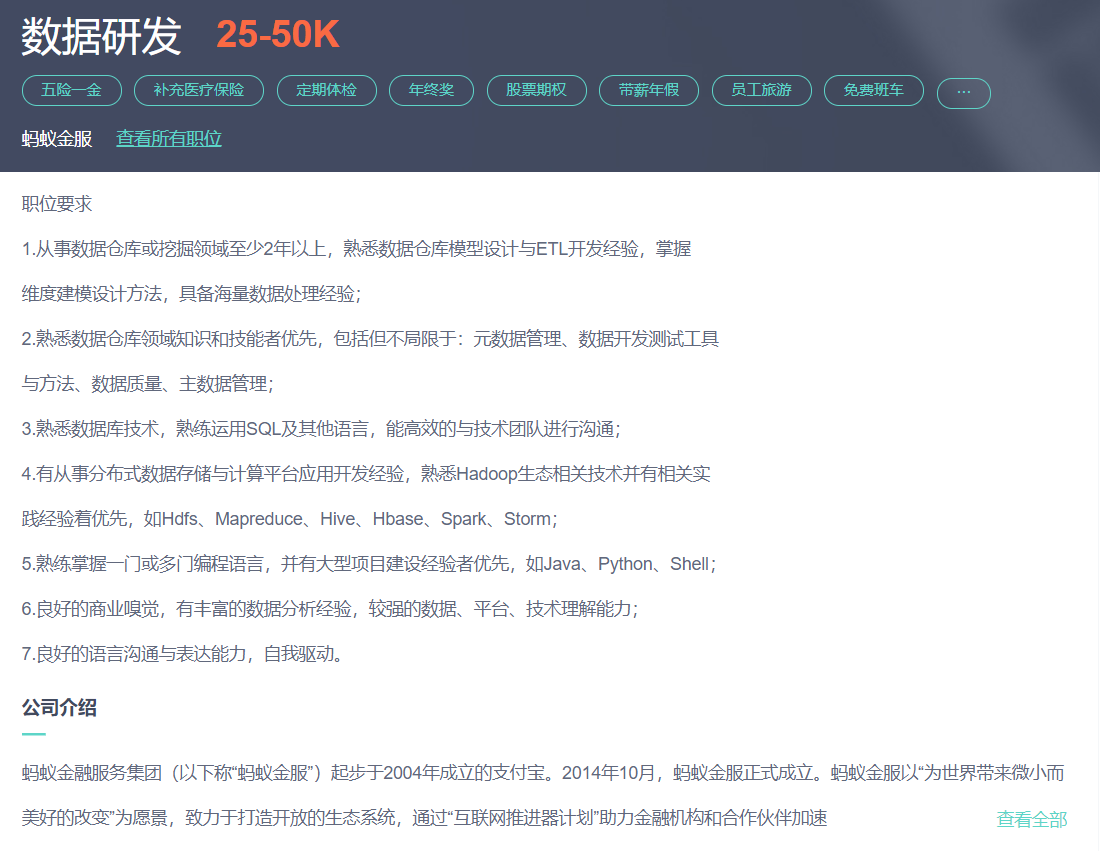 数据研发 25-50K
五险一金 补充医疗保险 定期体检 年终奖 股票期权 带薪年假 员工旅游 免费班车 ...
蚂蚁金服 查看所有职位
职位要求
1.从事数据仓库或挖掘领域至少2年以上，熟悉数据仓库模型设计与ETL开发经验，掌握
维度建模设计方法，具备海量数据处理经验；
2.熟悉数据仓库领域知识和技能者优先，包括但不局限于：元数据管理、数据开发测试工具
与方法、数据质量、主数据管理；
3.熟悉数据库技术，熟练运用SQL及其他语言，能高效的与技术团队进行沟通；
4.有从事分布式数据存储与计算平台应用开发经验，熟悉Hadoop生态相关技术并有相关实
践经验着优先，如Hdfs、Mapreduce、Hive、Hbase、Spark、Storm；
5.熟练掌握一门或多门编程语言，并有大型项目建设经验者优先，如Java、Python、Shell；
6.良好的商业嗅觉，有丰富的数据分析经验，较强的数据、平台、技术理解能力；
7.良好的语言沟通与表达能力，自我驱动。
公司介绍
蚂蚁金融服务集团（以下称“蚂蚁金服”）起步于2004年成立的支付宝。2014年10月，蚂蚁金服正式成立。蚂蚁金服以“为世界带来微小而
美好的改变”为愿景，致力于打造开放的生态系统，通过“互联网推进器计划”助力金融机构和合作伙伴加速 查看全部